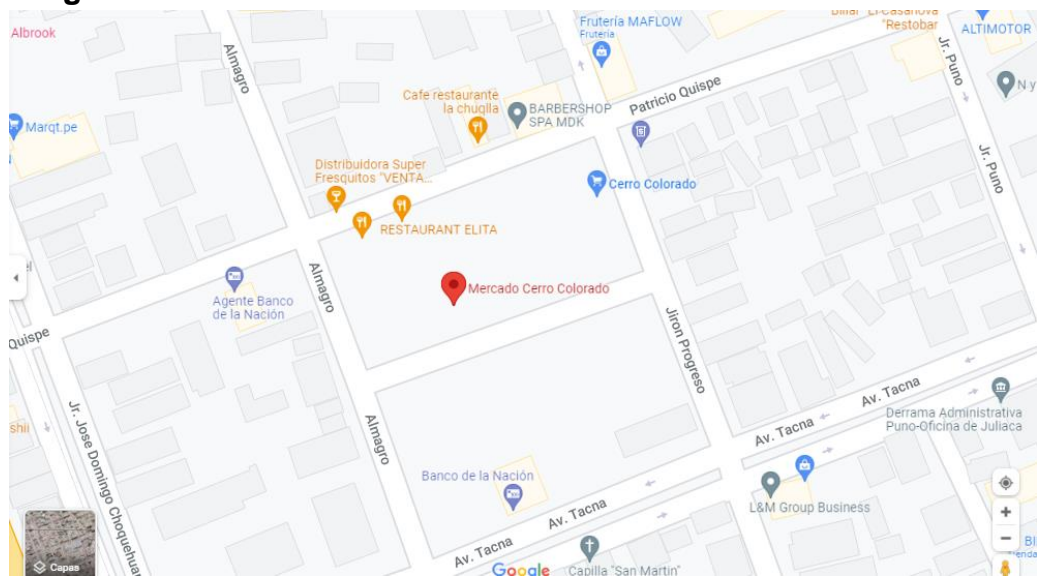 Frutería MAFLOW
Frutería
"Restobar
ALTIMOTOR
Albrook
Almagro
Jr. Puno
Cafe restaurante
la chuqlla
BARBERSHOP
SPA MDK
Patricio Quispe
N y
Marqt.pe
Jr. Puno
Distribuidora Super
Fresquitos "VENTA...
Cerro Colorado
RESTAURANT ELITA
Almagro
Agente Banco
de la Nación
Mercado Cerro Colorado
Jiron Progreso
Quispe
Av. Tacna
Derrama Administrativa
Puno-Oficina de Juliaca
shii
Jr. Jose Domingo Choquehua
Almagro
Av. Tacna
Banco de la Nación
L&M Group Business
Av. Tacna
Av. Tacna
Capas
Google
Capilla "San Martin"